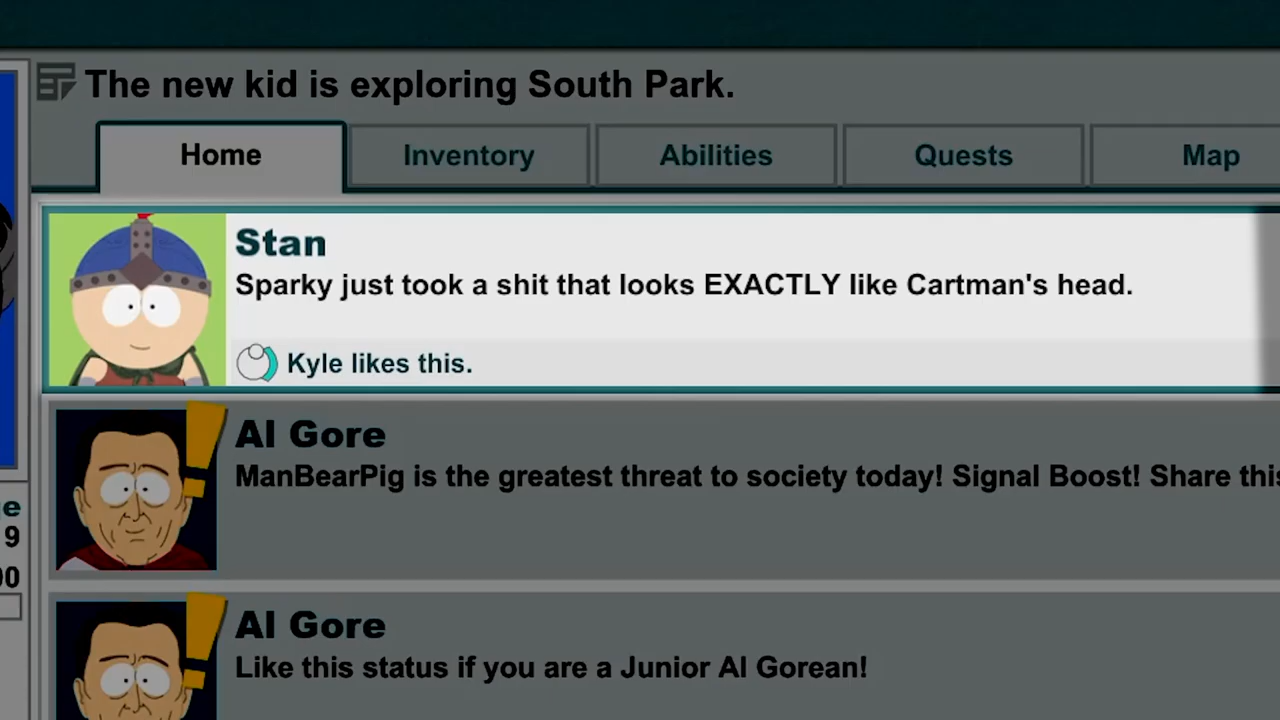 The new kid is exploring South Park.
Home
Inventory
Abilities
Quests
Map
Stan
Sparky just took a shit that looks EXACTLY like Cartman's head.
Kyle likes this.
Al Gore
ManBearPig is the greatest threat to society today! Signal Boost! Share this
9
Al Gore
Like this status if you are a Junior Al Gorean!